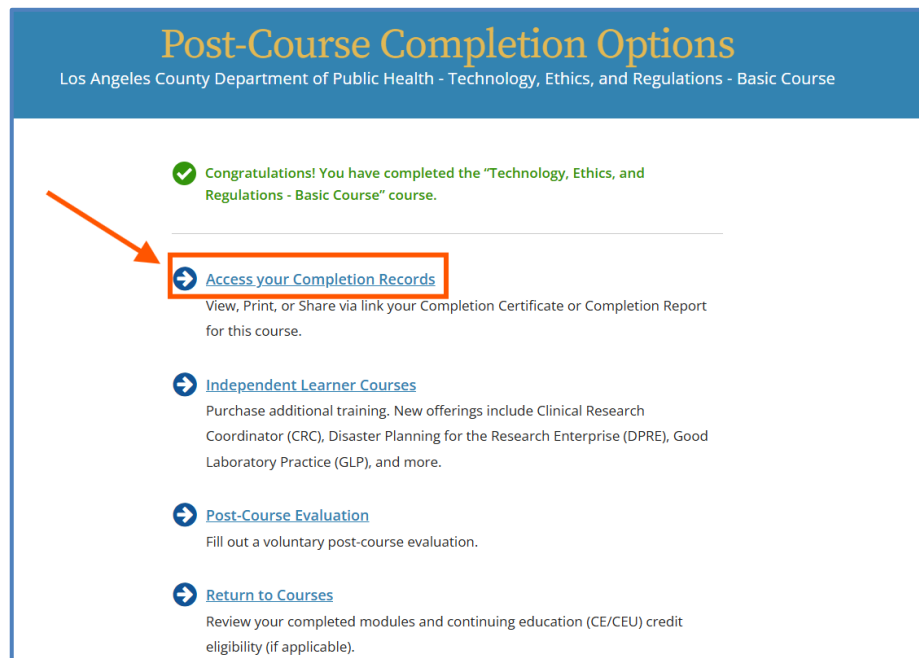 Post-Course Completion Options
Los Angeles County Department of Public Health - Technology, Ethics, and Regulations - Basic Course
Congratulations! You have completed the “Technology, Ethics, and
Regulations - Basic Course” course.
Access your Completion Records
View, Print, or Share via link your Completion Certificate or Completion Report
for this course.
Independent Learner Courses
Purchase additional training. New offerings include Clinical Research
Coordinator (CRC), Disaster Planning for the Research Enterprise (DPRE), Good
Laboratory Practice (GLP), and more.
Post-Course Evaluation
Fill out a voluntary post-course evaluation.
Return to Courses
Review your completed modules and continuing education (CE/CEU) credit
eligibility (if applicable).